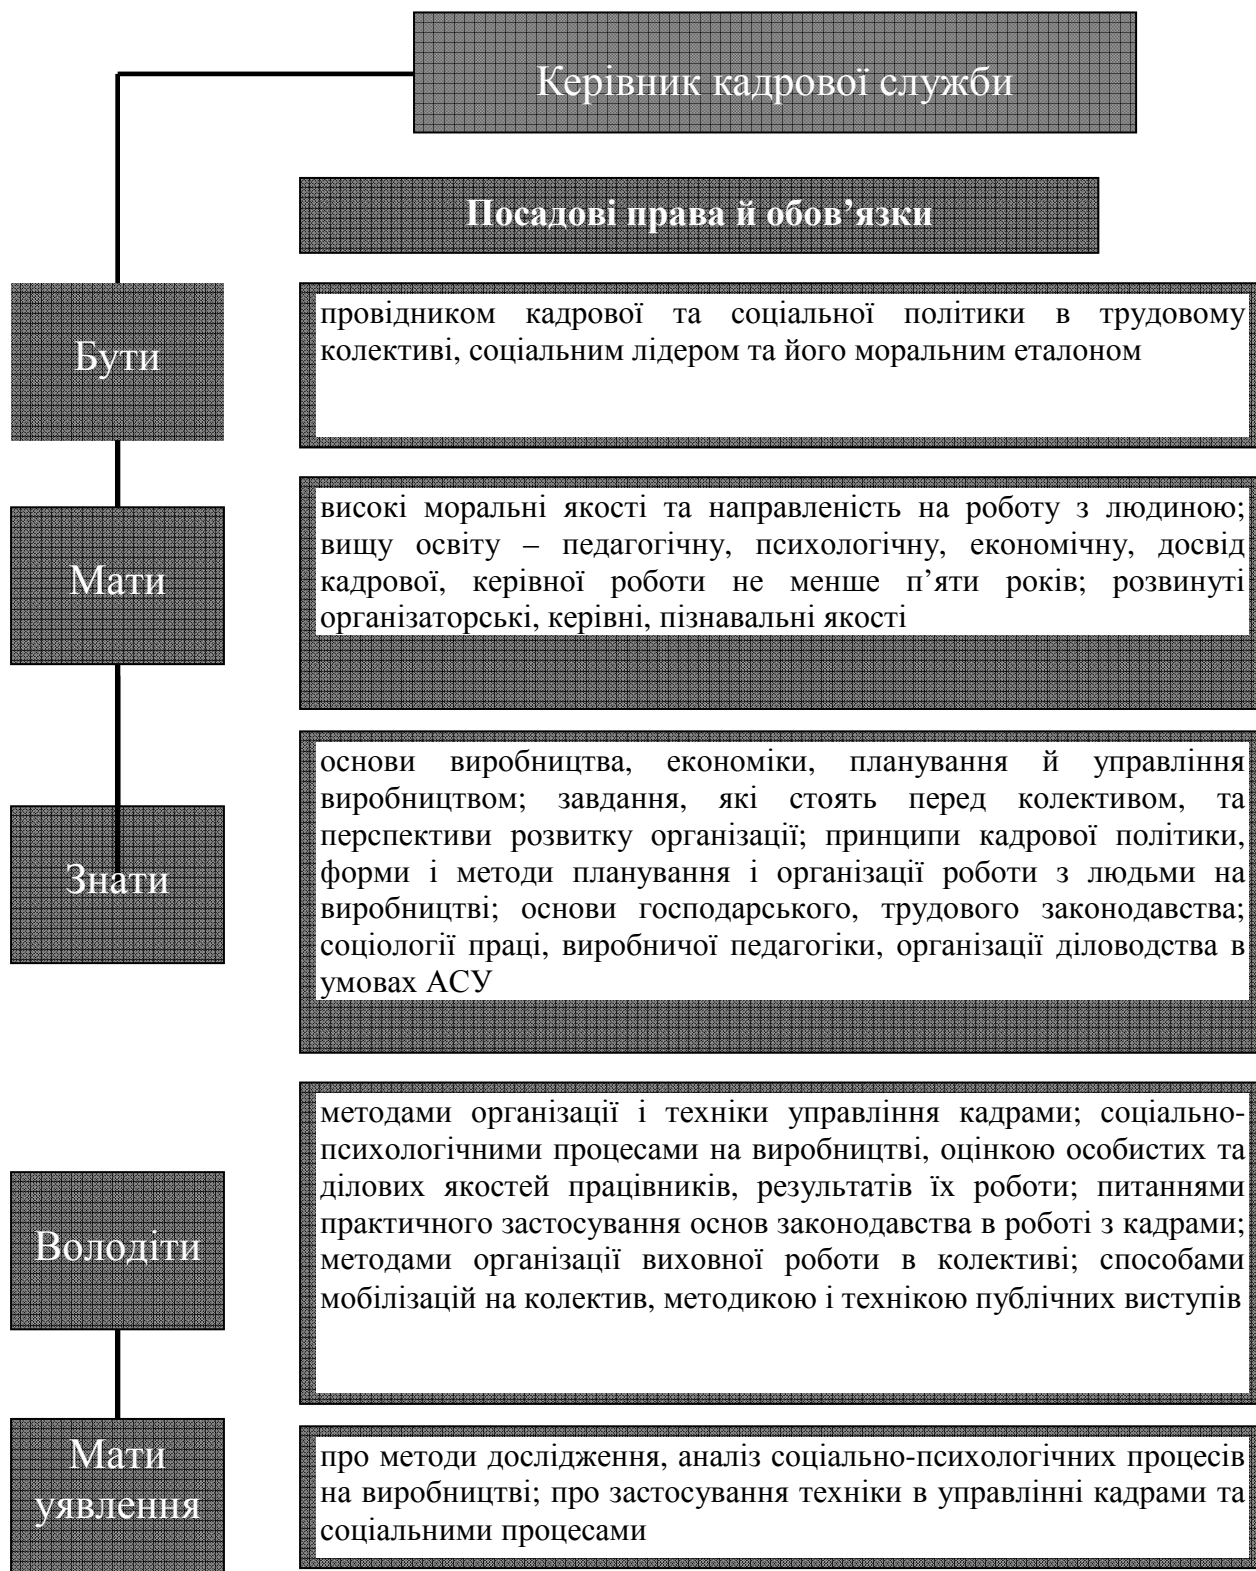 Керівник кадрової служби
Посадові права й обов’язки
Бути
провідником кадрової та соціальної політики в трудовому
колективі, соціальним лідером та його моральним еталоном
Мати
високі моральні якості та направленість на роботу з людиною;
вищу освіту – педагогічну, психологічну, економічну, досвід
кадрової, керівної роботи не менше п’яти років; розвинуті
організаторські, керівні, пізнавальні якості
Знати
основи виробництва, економіки, планування й управління
виробництвом; завдання, які стоять перед колективом, та
перспективи розвитку організації; принципи кадрової політики,
форми і методи планування і організації роботи з людьми на
виробництві; основи господарського, трудового законодавства;
соціології праці, виробничої педагогіки, організації діловодства в
умовах АСУ
Володіти
методами організації і техніки управління кадрами; соціально-
психологічними процесами на виробництві, оцінкою особистих та
ділових якостей працівників, результатів їх роботи; питаннями
практичного застосування основ законодавства в роботі з кадрами;
методами організації виховної роботи в колективі; способами
мобілізацій на колектив, методикою і технікою публічних виступів
Мати
уявлення
про методи дослідження, аналіз соціально-психологічних процесів
на виробництві; про застосування техніки в управлінні кадрами та
соціальними процесами